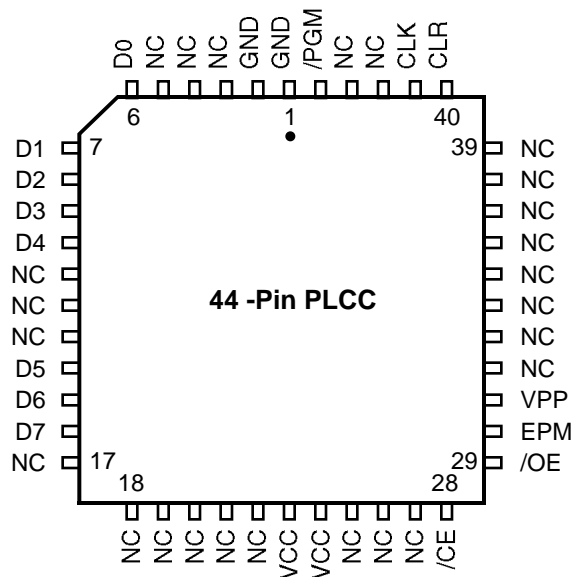 D0 NC NC NC GND GND /PGM NC NC CLK CLR
6 1 40
D1 7 39 NC
D2 NC
D3 NC
D4 NC
NC NC
NC 44 -Pin PLCC NC
NC NC
D5 NC
D6 VPP
D7 EPM
NC 17 29 /OE
18 28
NC NC NC NC NC VCC VCC NC NC NC /CE